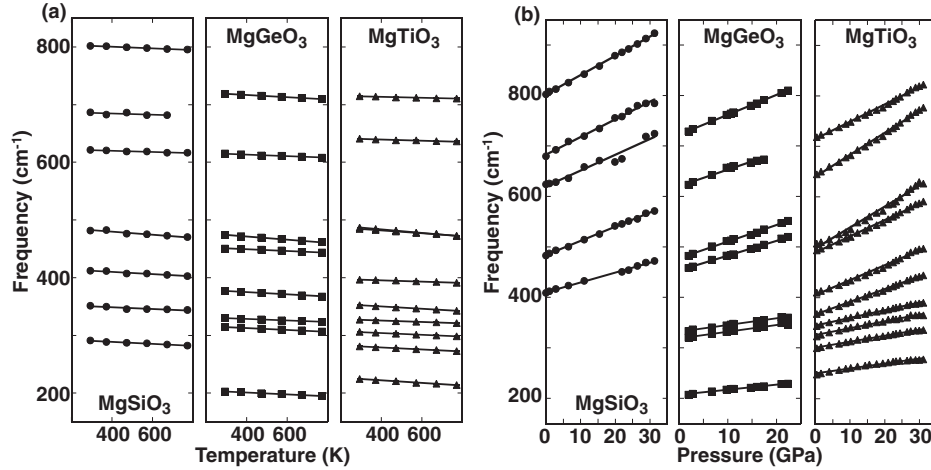 (a)
800
600
400
200
Frequency (cm-1)
MgSiO3
MgGeO3
MgTiO3
400 600
400 600
400 600
Temperature (K)
(b)
800
600
400
200
Frequency (cm-1)
MgSiO3
MgGeO3
MgTiO3
0 10 20 30
0 10 20
0 10 20 30
Pressure (GPa)